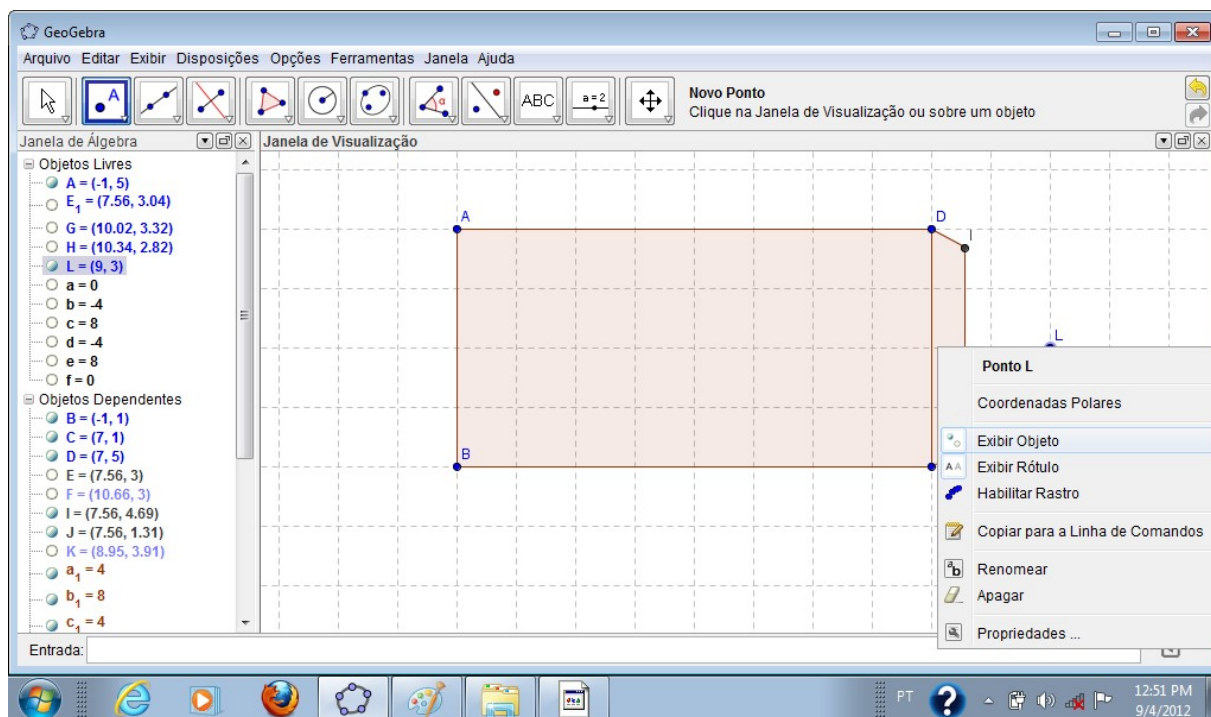 GeoGebra
Arquivo Editar Exibir Disposições Opções Ferramentas Janela Ajuda
A
α
ABC
a=2
Novo Ponto
Clique na Janela de Visualização ou sobre um objeto
Janela de Álgebra
Janela de Visualização
Objetos Livres
A = (-1, 5)
E₁ = (7.56, 3.04)
G = (10.02, 3.32)
H = (10.34, 2.82)
L = (9, 3)
a = 0
b = -4
c = 8
d = -4
e = 8
f = 0
Objetos Dependentes
B = (-1, 1)
C = (7, 1)
D = (7, 5)
E = (7.56, 3)
F = (10.66, 3)
I = (7.56, 4.69)
J = (7.56, 1.31)
K = (8.95, 3.91)
a₁ = 4
b₁ = 8
c₁ = 4
A
D
I
L
B
Ponto L
Coordenadas Polares
Exibir Objeto
AA Exibir Rótulo
Habilitar Rastro
Copiar para a Linha de Comandos
ab Renomear
Apagar
Propriedades ...
Entrada:
PT
12:51 PM
9/4/2012